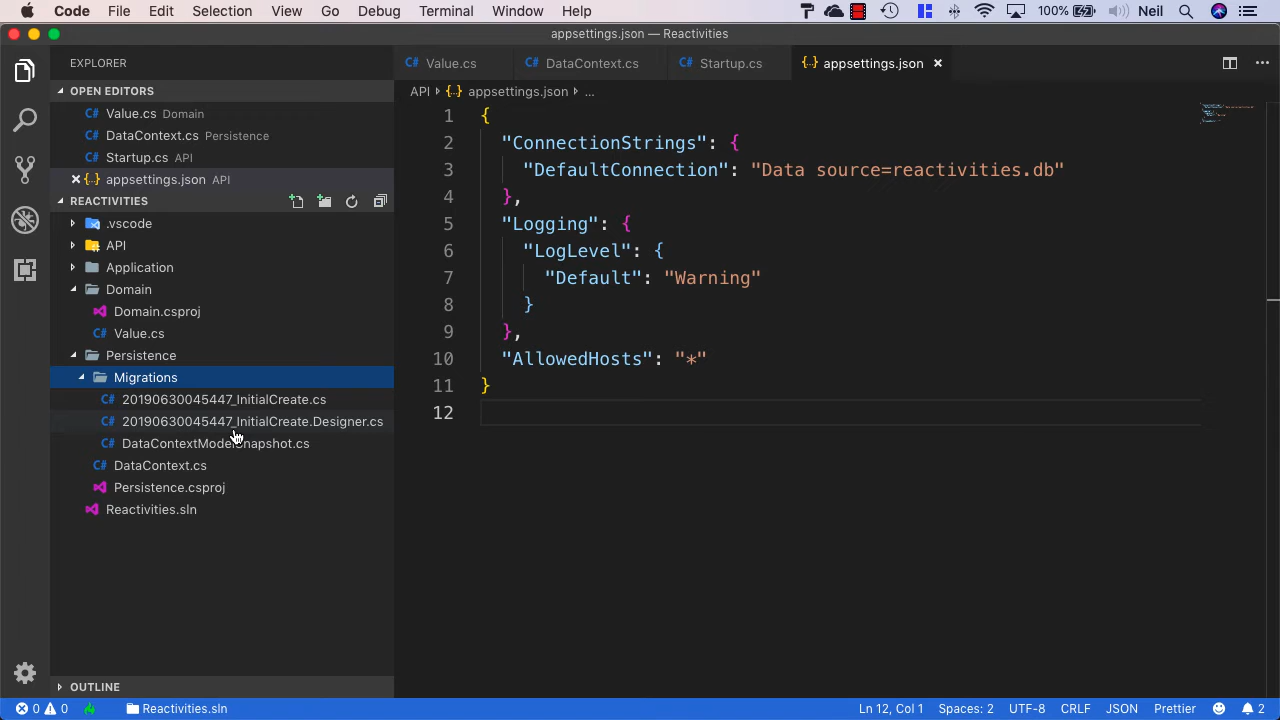 Code File Edit Selection View Go Debug Terminal Window Help 100% Neil
appsettings.json — Reactivities
EXPLORER
Value.cs
DataContext.cs
Startup.cs
appsettings.json
OPEN EDITORS
Value.cs Domain
DataContext.cs Persistence
Startup.cs API
appsettings.json API
REACTIVITIES
.vscode
API
Application
Domain
Domain.csproj
Value.cs
Persistence
Migrations
20190630045447_InitialCreate.cs
20190630045447_InitialCreate.Designer.cs
DataContextModelSnapshot.cs
DataContext.cs
Persistence.csproj
Reactivities.sln
OUTLINE
API appsettings.json ...
1 {
2 "ConnectionStrings": {
3 "DefaultConnection": "Data source=reactivities.db"
4 },
5 "Logging": {
6 "LogLevel": {
7 "Default": "Warning"
8 }
9 },
10 "AllowedHosts": "*"
11 }
12
0 0 Reactivities.sln Ln 12, Col 1 Spaces: 2 UTF-8 CRLF JSON Prettier 2